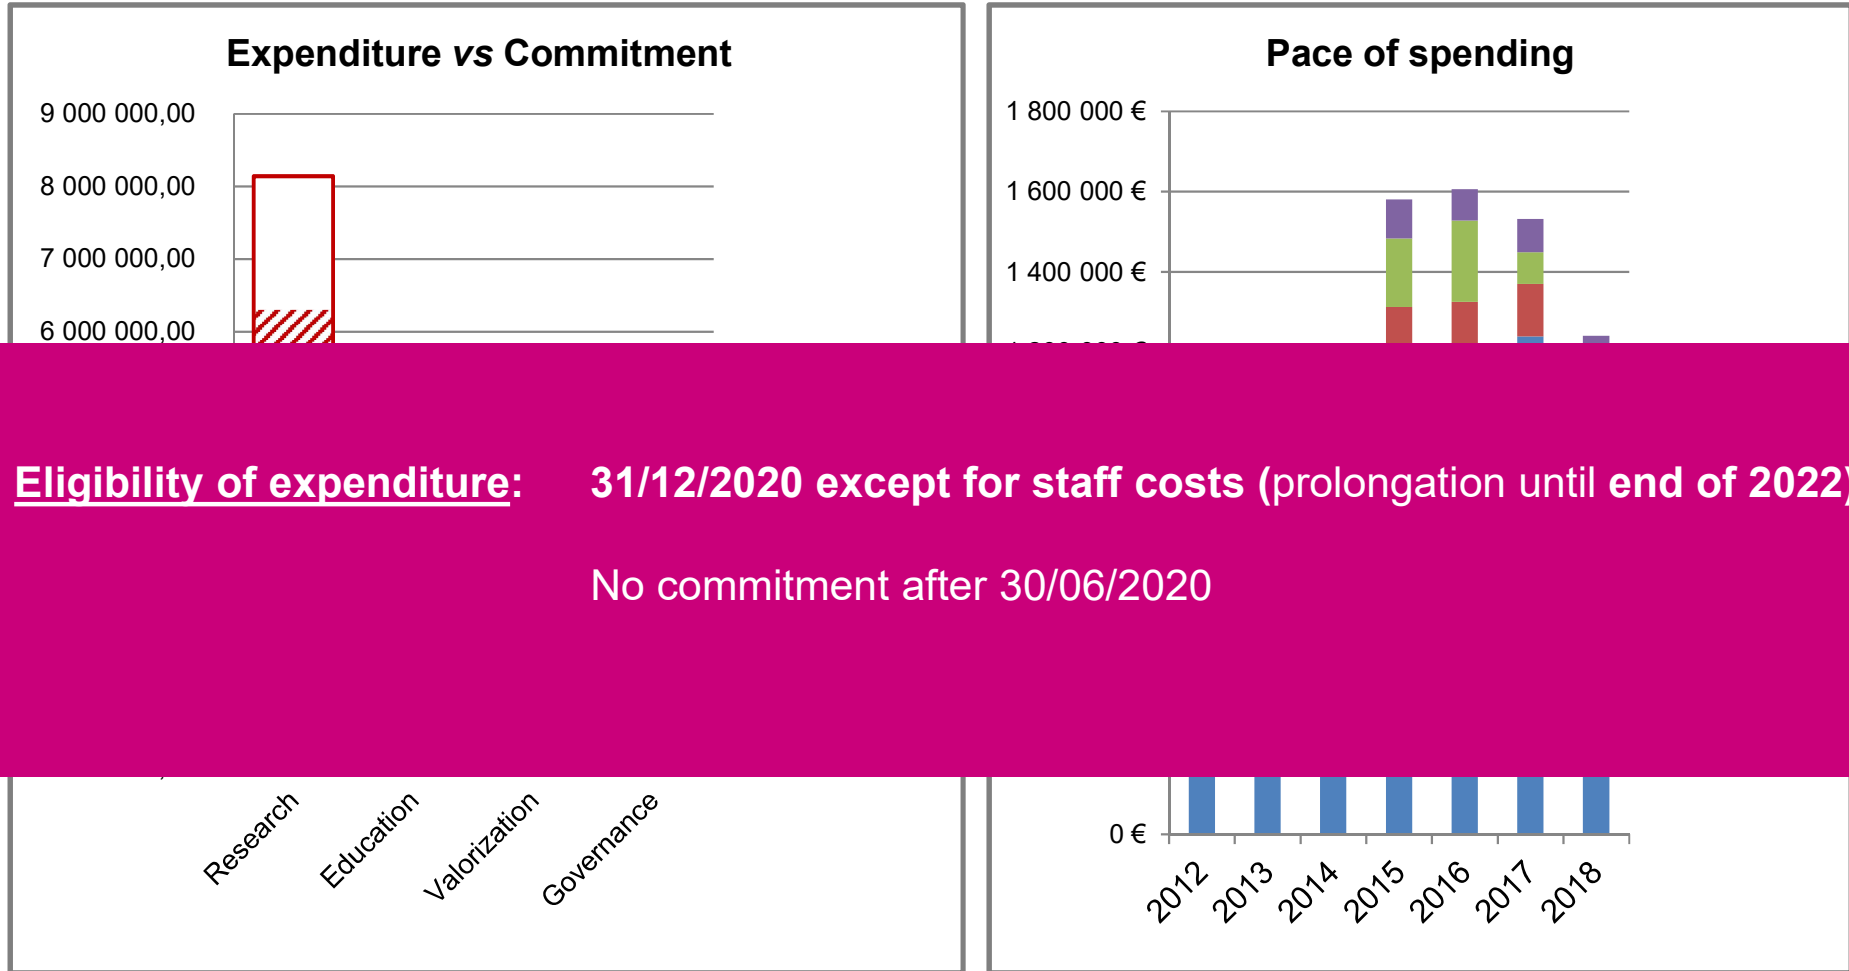 Expenditure vs Commitment
9 000 000,00
8 000 000,00
7 000 000,00
6 000 000,00
Research
Education
Valorization
Governance
Pace of spending
1 800 000 €
1 600 000 €
1 400 000 €
0 €
2012
2013
2014
2015
2016
2017
2018
Eligibility of expenditure: 31/12/2020 except for staff costs (prolongation until end of 2022)
No commitment after 30/06/2020